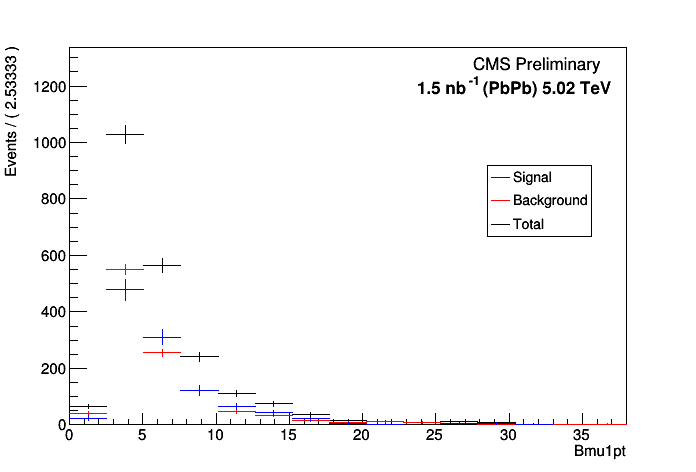 CMS Preliminary
1.5 nb-1 (PbPb) 5.02 TeV
Events / ( 2.53333 )
1200
1000
800
600
400
200
0
Signal
Background
Total
0 5 10 15 20 25 30 35
Bmu1pt